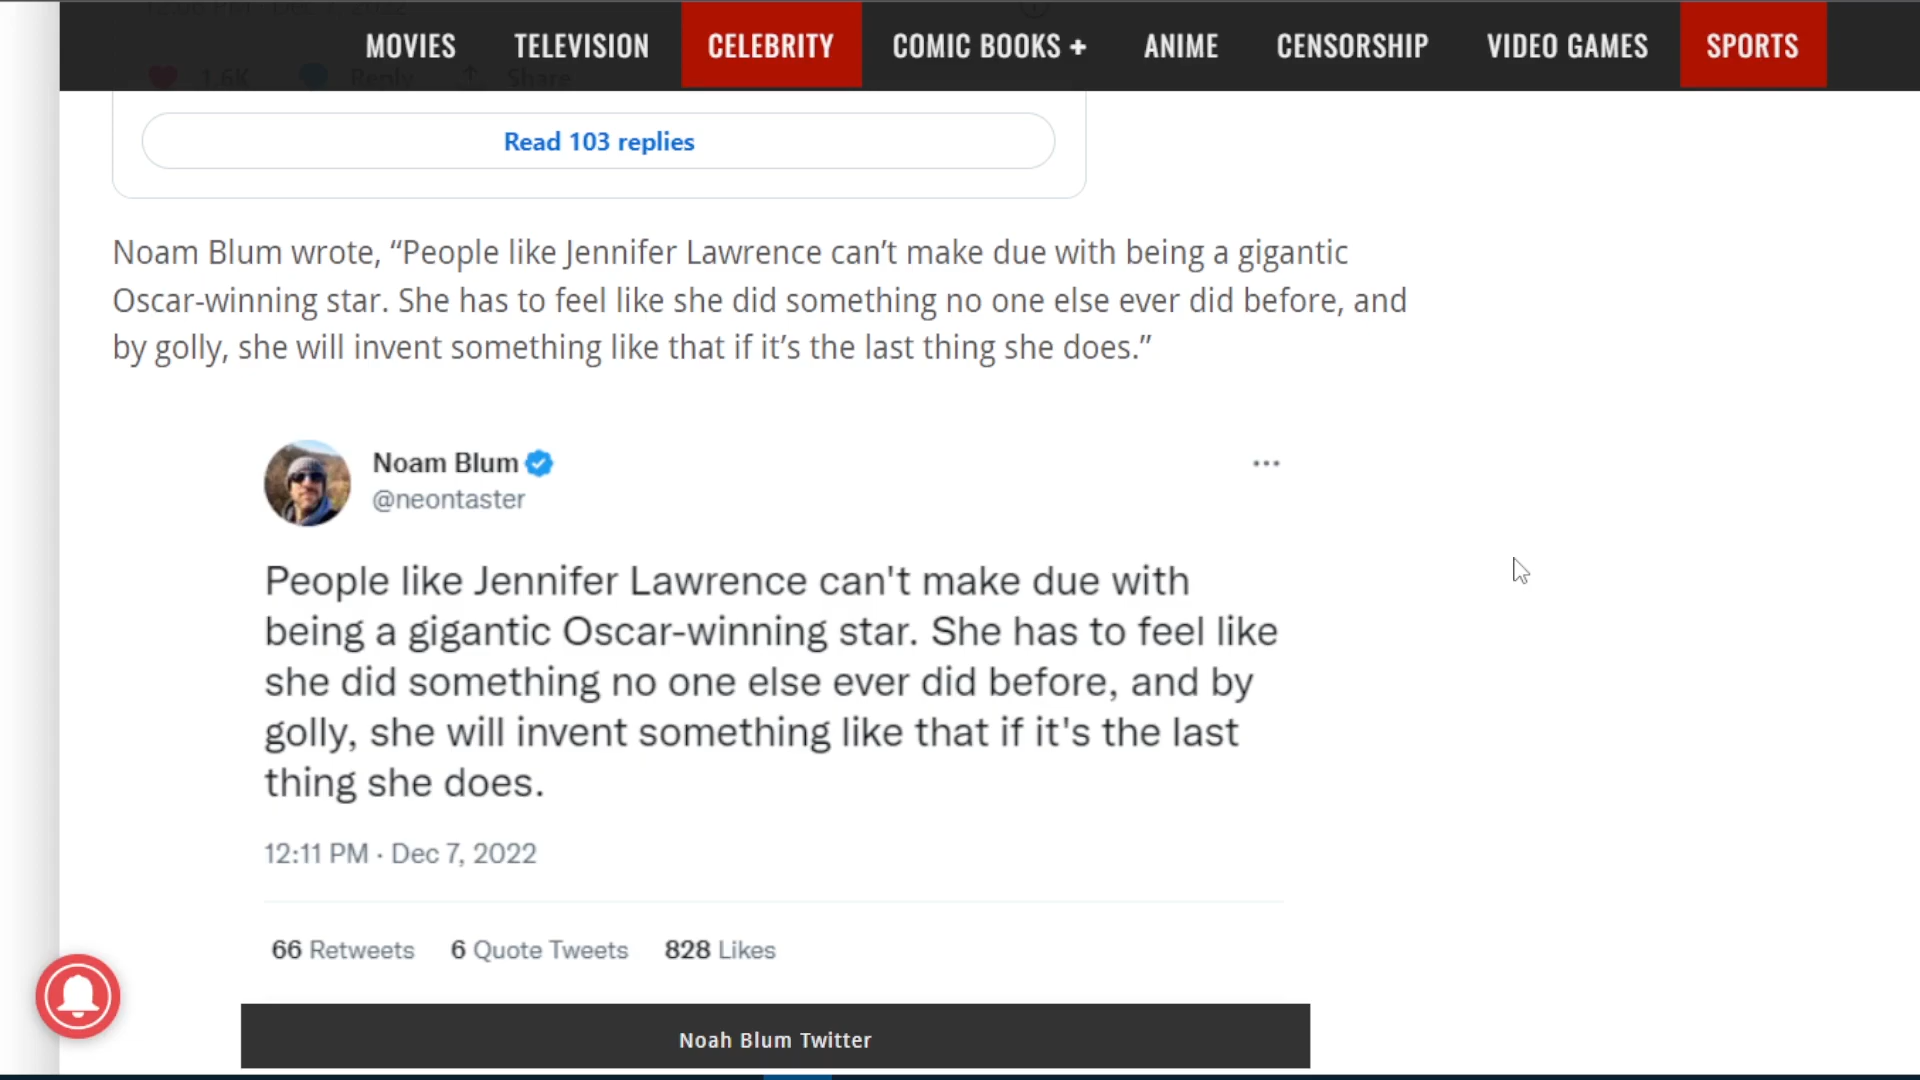 MOVIES TELEVISION CELEBRITY COMIC BOOKS + ANIME CENSORSHIP VIDEO GAMES SPORTS
1.6K Reply Share
Read 103 replies
Noam Blum wrote, “People like Jennifer Lawrence can’t make due with being a gigantic
Oscar-winning star. She has to feel like she did something no one else ever did before, and
by golly, she will invent something like that if it’s the last thing she does.”
Noam Blum
@neontaster
People like Jennifer Lawrence can't make due with
being a gigantic Oscar-winning star. She has to feel like
she did something no one else ever did before, and by
golly, she will invent something like that if it's the last
thing she does.
12:11 PM · Dec 7, 2022
66 Retweets 6 Quote Tweets 828 Likes
Noah Blum Twitter